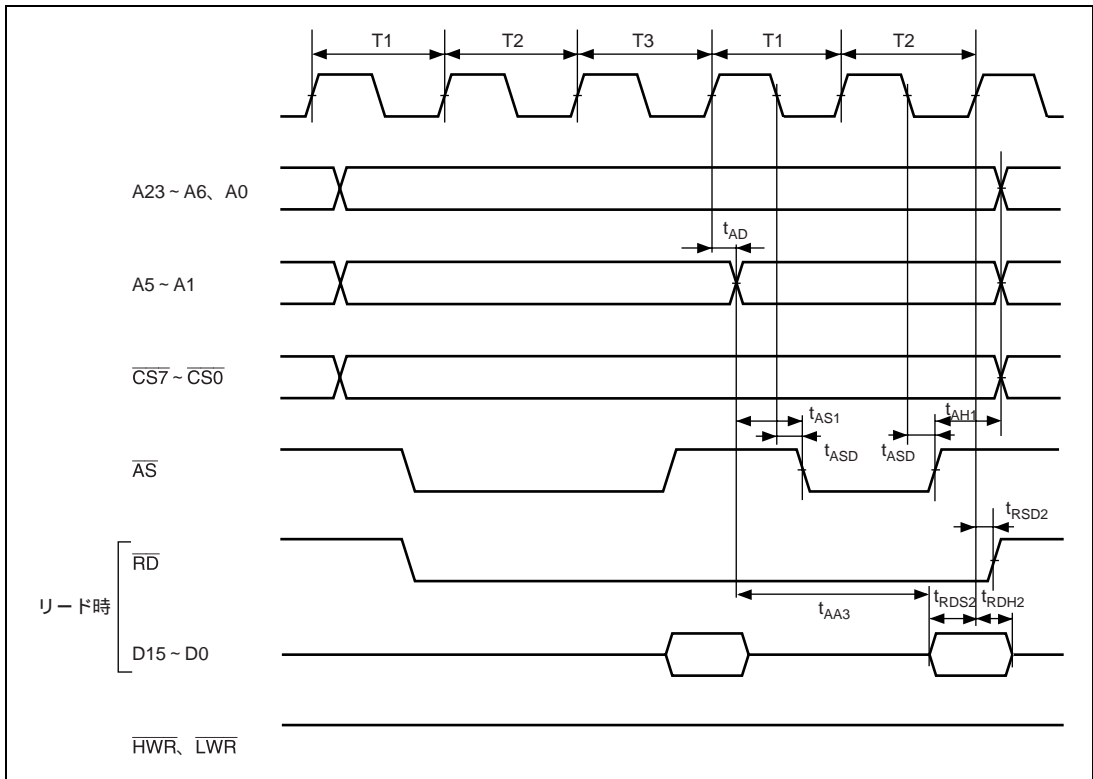 T1 T2 T3 T1 T2
A23 ~ A6、A0
tAD
A5 ~ A1
CS7 ~ CS0
tAS1 tAH1
tASD tASD
AS
tRSD2
RD
リード時
tAA3 tRDS2 tRDH2
D15 ~ D0
HWR、LWR